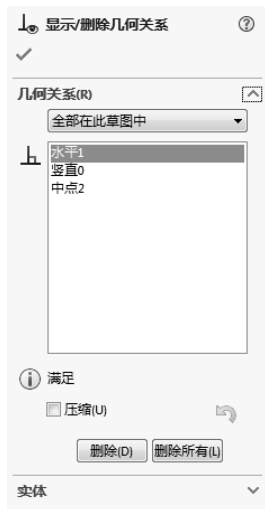 显示/删除几何关系
几何关系(R)
全部在此草图中
水平1
竖直0
中点2
满足
压缩(U)
删除(D) 删除所有(L)
实体